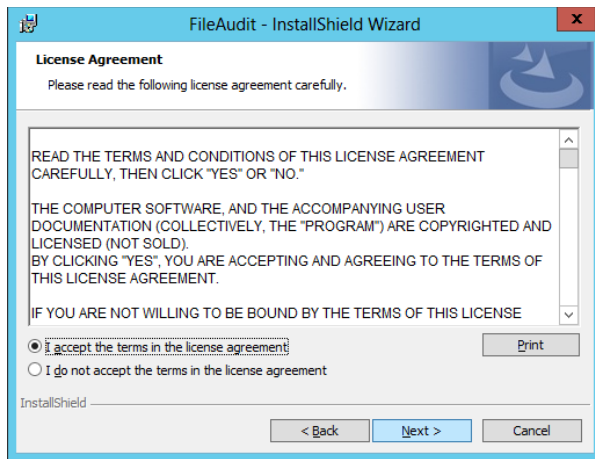 FileAudit - InstallShield Wizard
x
License Agreement
Please read the following license agreement carefully.
READ THE TERMS AND CONDITIONS OF THIS LICENSE AGREEMENT
CAREFULLY, THEN CLICK "YES" OR "NO."
THE COMPUTER SOFTWARE, AND THE ACCOMPANYING USER
DOCUMENTATION (COLLECTIVELY, THE "PROGRAM") ARE COPYRIGHTED AND
LICENSED (NOT SOLD).
BY CLICKING "YES", YOU ARE ACCEPTING AND AGREEING TO THE TERMS OF
THIS LICENSE AGREEMENT.
IF YOU ARE NOT WILLING TO BE BOUND BY THE TERMS OF THIS LICENSE
I accept the terms in the license agreement
Print
I do not accept the terms in the license agreement
InstallShield
< Back Next > Cancel